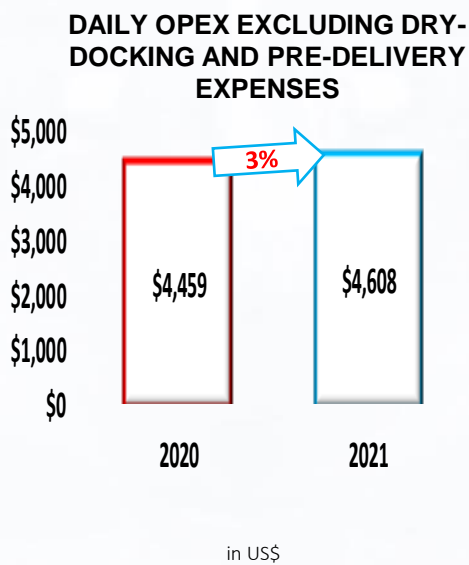 DAILY OPEX EXCLUDING DRY-
DOCKING AND PRE-DELIVERY
EXPENSES
$5,000
$4,000
$3,000
$2,000
$1,000
$0
3%
$4,459
$4,608
2020
2021
in US$